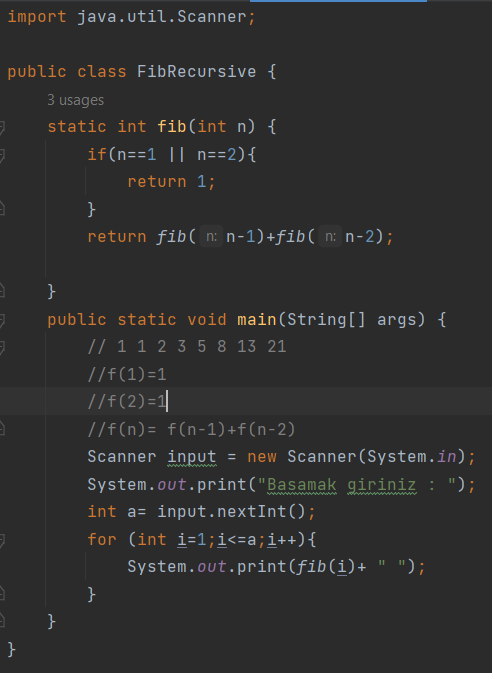 import java.util.Scanner;
public class FibRecursive {
3 usages
static int fib(int n) {
if(n==1 || n==2){
return 1;
}
return fib( n: n-1)+fib( n: n-2);
}
public static void main(String[] args) {
// 1 1 2 3 5 8 13 21
//f(1)=1
//f(2)=1
//f(n)= f(n-1)+f(n-2)
Scanner input = new Scanner(System.in);
System.out.print("Basamak giriniz : ");
int a= input.nextInt();
for (int i=1;i<=a;i++){
System.out.print(fib(i)+ " ");
}
}
}